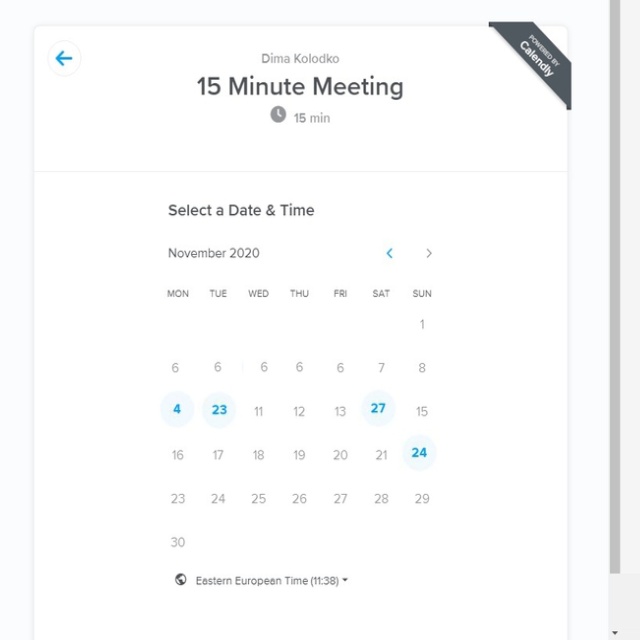 POWERED BY
Calendly
Dima Kolodko
15 Minute Meeting
15 min
Select a Date & Time
November 2020
MON TUE WED THU FRI SAT SUN
1
6 6 6 6 6 7 8
4 23 11 12 13 27 15
16 17 18 19 20 21 24
23 24 25 26 27 28 29
30
Eastern European Time (11:38)